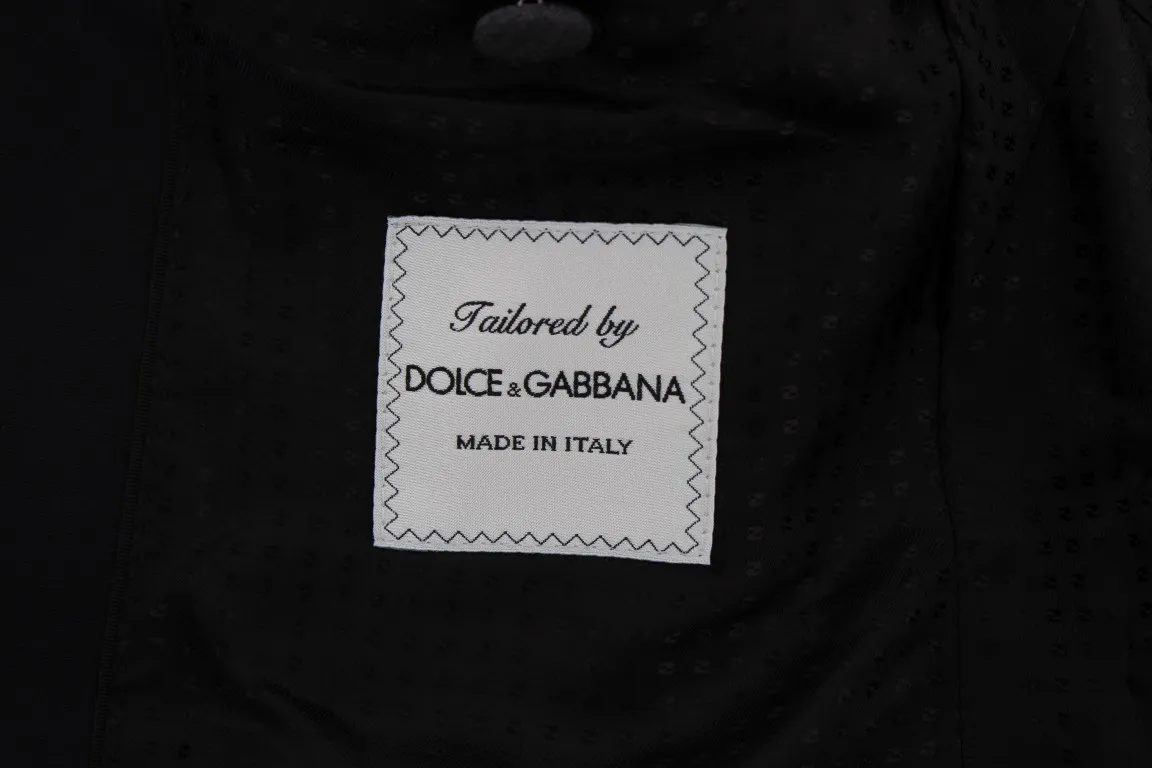 Tailored by
DOLCE & GABBANA
MADE IN ITALY